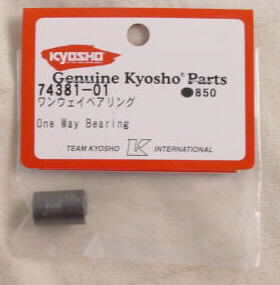 KYOSHO
Genuine Kyosho® Parts
74381-01 ●850
ワンウェイベアリング
One Way Bearing
TEAM KYOSHO K INTERNATIONAL